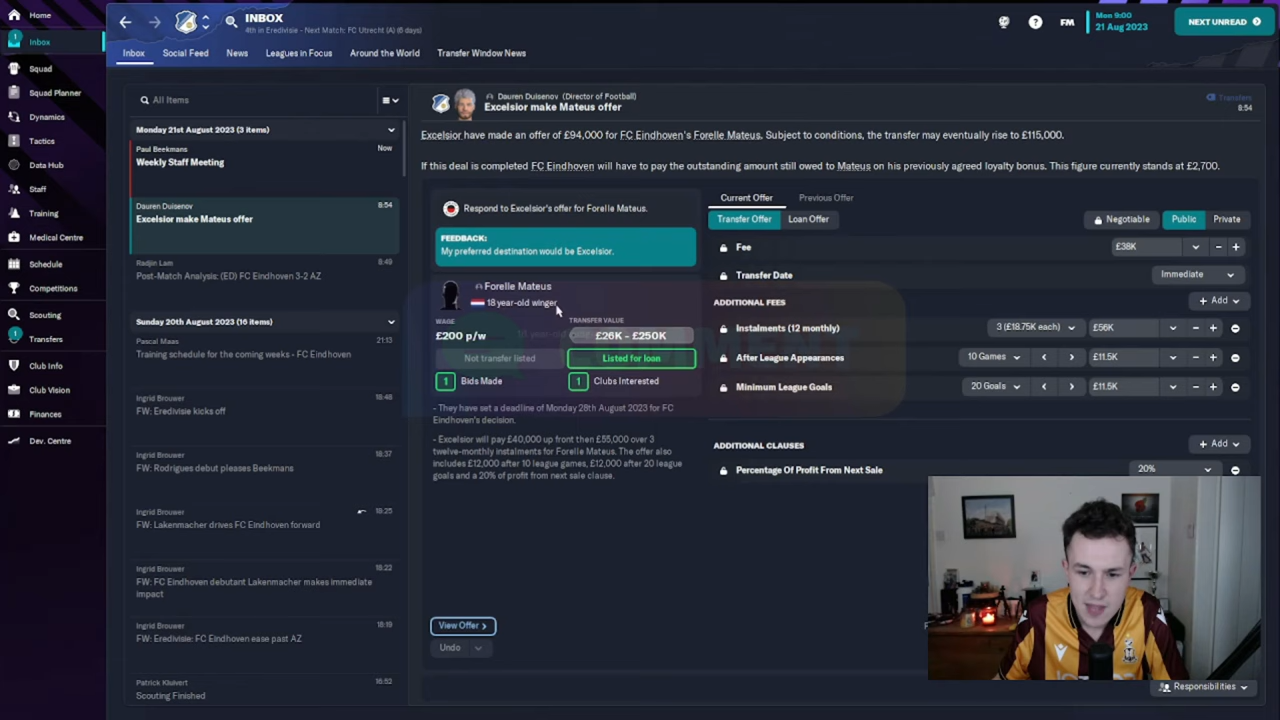 Home
Inbox
Squad
Squad Planner
Dynamics
Tactics
Data Hub
Staff
Training
Medical Centre
Schedule
Competitions
Scouting
Transfers
Club Info
Club Vision
Finances
Dev. Centre
INBOX
4th in Eredivisie - Next Match: FC Utrecht (A) (6 days)
FM
Mon 9:00
21 Aug 2023
NEXT UNREAD
Inbox
Social Feed
News
Leagues in Focus
Around the World
Transfer Window News
All Items
Monday 21st August 2023 (3 items)
Paul Beekmans
Now
Weekly Staff Meeting
Dauren Duisenov
8:54
Excelsior make Mateus offer
Radjin Lam
8:49
Post-Match Analysis: (ED) FC Eindhoven 3-2 AZ
Sunday 20th August 2023 (16 items)
Pascal Maas
21:13
Training schedule for the coming weeks - FC Eindhoven
Ingrid Brouwer
18:48
FW: Eredivisie kicks off
Ingrid Brouwer
18:37
FW: Rodrigues debut pleases Beekmans
Ingrid Brouwer
18:25
FW: Lakenmacher drives FC Eindhoven forward
Ingrid Brouwer
18:22
FW: FC Eindhoven debutant Lakenmacher makes immediate
impact
Ingrid Brouwer
18:19
FW: Eredivisie: FC Eindhoven ease past AZ
Patrick Kluivert
16:52
Scouting Finished
Dauren Duisenov (Director of Football)
Excelsior make Mateus offer
Transfers
8:54
Excelsior have made an offer of £94,000 for FC Eindhoven's Forelle Mateus. Subject to conditions, the transfer may eventually rise to £115,000.
If this deal is completed FC Eindhoven will have to pay the outstanding amount still owed to Mateus on his previously agreed loyalty bonus. This figure currently stands at £2,700.
Respond to Excelsior's offer for Forelle Mateus.
FEEDBACK:
My preferred destination would be Excelsior.
Forelle Mateus
18 year-old winger
WAGE
TRANSFER VALUE
£200 p/w
£26K - £250K
Not transfer listed
Listed for loan
1 Bids Made
1 Clubs Interested
- They have set a deadline of Monday 28th August 2023 for FC
Eindhoven's decision.
- Excelsior will pay £40,000 up front then £55,000 over 3
twelve-monthly instalments for Forelle Mateus. The offer also
includes £12,000 after 10 league games, £12,000 after 20 league
goals and a 20% of profit from next sale clause.
View Offer
Undo
Current Offer
Previous Offer
Transfer Offer
Loan Offer
Negotiable
Public
Private
Fee
£38K
Transfer Date
Immediate
ADDITIONAL FEES
+ Add
Instalments (12 monthly)
3 (£18.75K each)
£56K
After League Appearances
10 Games
£11.5K
Minimum League Goals
20 Goals
£11.5K
ADDITIONAL CLAUSES
+ Add
Percentage Of Profit From Next Sale
20%
Responsibilities